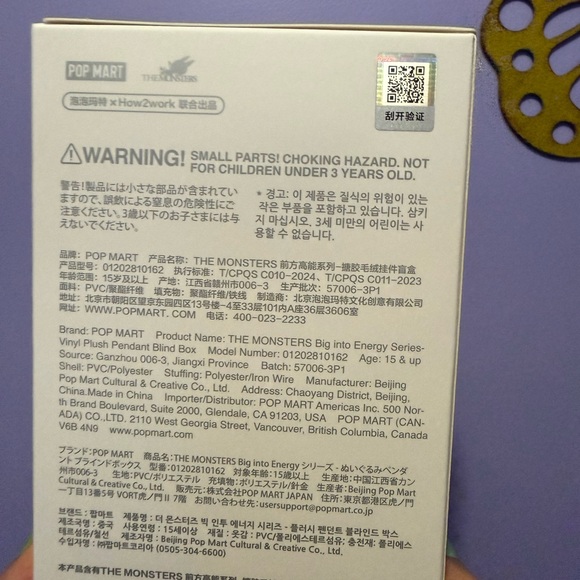 POP MART THE MONSTERS
泡泡玛特 × How2work 联合出品
刮开验证
WARNING! SMALL PARTS! CHOKING HAZARD. NOT
FOR CHILDREN UNDER 3 YEARS OLD.
警告！製品には小さな部品が含まれてい
ますので、誤飲による窒息の危険性にご
注意ください。3歳以下のお子さまには与
えないでください。
* 경고: 이 제품은 질식의 위험이 있는
작은 부품을 포함하고 있습니다. 삼키
지 마십시오. 3세 미만의 어린이는 사
용할 수 없습니다.
品牌：POP MART 产品名称：THE MONSTERS 前方高能系列-搪胶毛绒挂件盲盒
产品型号：01202810162 执行标准：T/CPQS C010-2024、T/CPQS C011-2023
年龄范围：15岁及以上 产地：江西省赣州市006-3 生产批次：57006-3P1
面料：PVC/聚酯纤维 填充物：聚酯纤维/铁线 制造商：北京泡泡玛特文化创意有限公司
地址：北京市朝阳区望京东园四区13号楼-4至33层101内A座36层3606室
网址：WWW.POPMART.COM 电话：400-023-2233
Brand: POP MART Product Name: THE MONSTERS Big into Energy Series-
Vinyl Plush Pendant Blind Box Model Number: 01202810162 Age: 15 & up
Source: Ganzhou 006-3, Jiangxi Province Batch: 57006-3P1
Shell: PVC/Polyester Stuffing: Polyester/Iron Wire Manufacturer: Beijing
Pop Mart Cultural & Creative Co., Ltd. Address: Chaoyang District, Beijing,
China.Made in China Importer/Distributor: POP MART Americas Inc. 500 Nor-
th Brand Boulevard, Suite 2000, Glendale, CA 91203, USA POP MART (CAN-
ADA) CO.,LTD. 2110 West Georgia Street, Vancouver, British Columbia, Canada
V6B 4N9 www.popmart.com
ブランド：POP MART 商品名：THE MONSTERS Big into Energy シリーズ - ぬいぐるみペンダ
ント ブラインドボックス 型番：01202810162 対象年齢：15歳以上 生産地：中国江西省カン
州市006-3 生地：PVC/ポリエステル 充填物：ポリエステル/針金 生産者：Beijing Pop Mart
Cultural & Creative Co., Ltd. 販売元：株式会社POP MART JAPAN 住所：東京都港区虎ノ門
一丁目13番5号 VORT虎ノ門II 7階 お問い合わせ先：usersupport@popmart.co.jp
브랜드 : 팝마트 제품명 : 더 몬스터즈 빅 인투 에너지 시리즈 - 플러시 펜던트 블라인드 박스
제조국명 : 중국 사용연령 : 15세이상 재질 : 옷감 : PVC/폴리에스테르섬유; 충전재: 폴리에스
테르섬유/철선 제조자명 : Beijing Pop Mart Cultural & Creative Co., Ltd.
수입자명 : ㈜팝마트코리아 (0505-304-6600)
本产品含有THE MONSTERS 前方高能系列